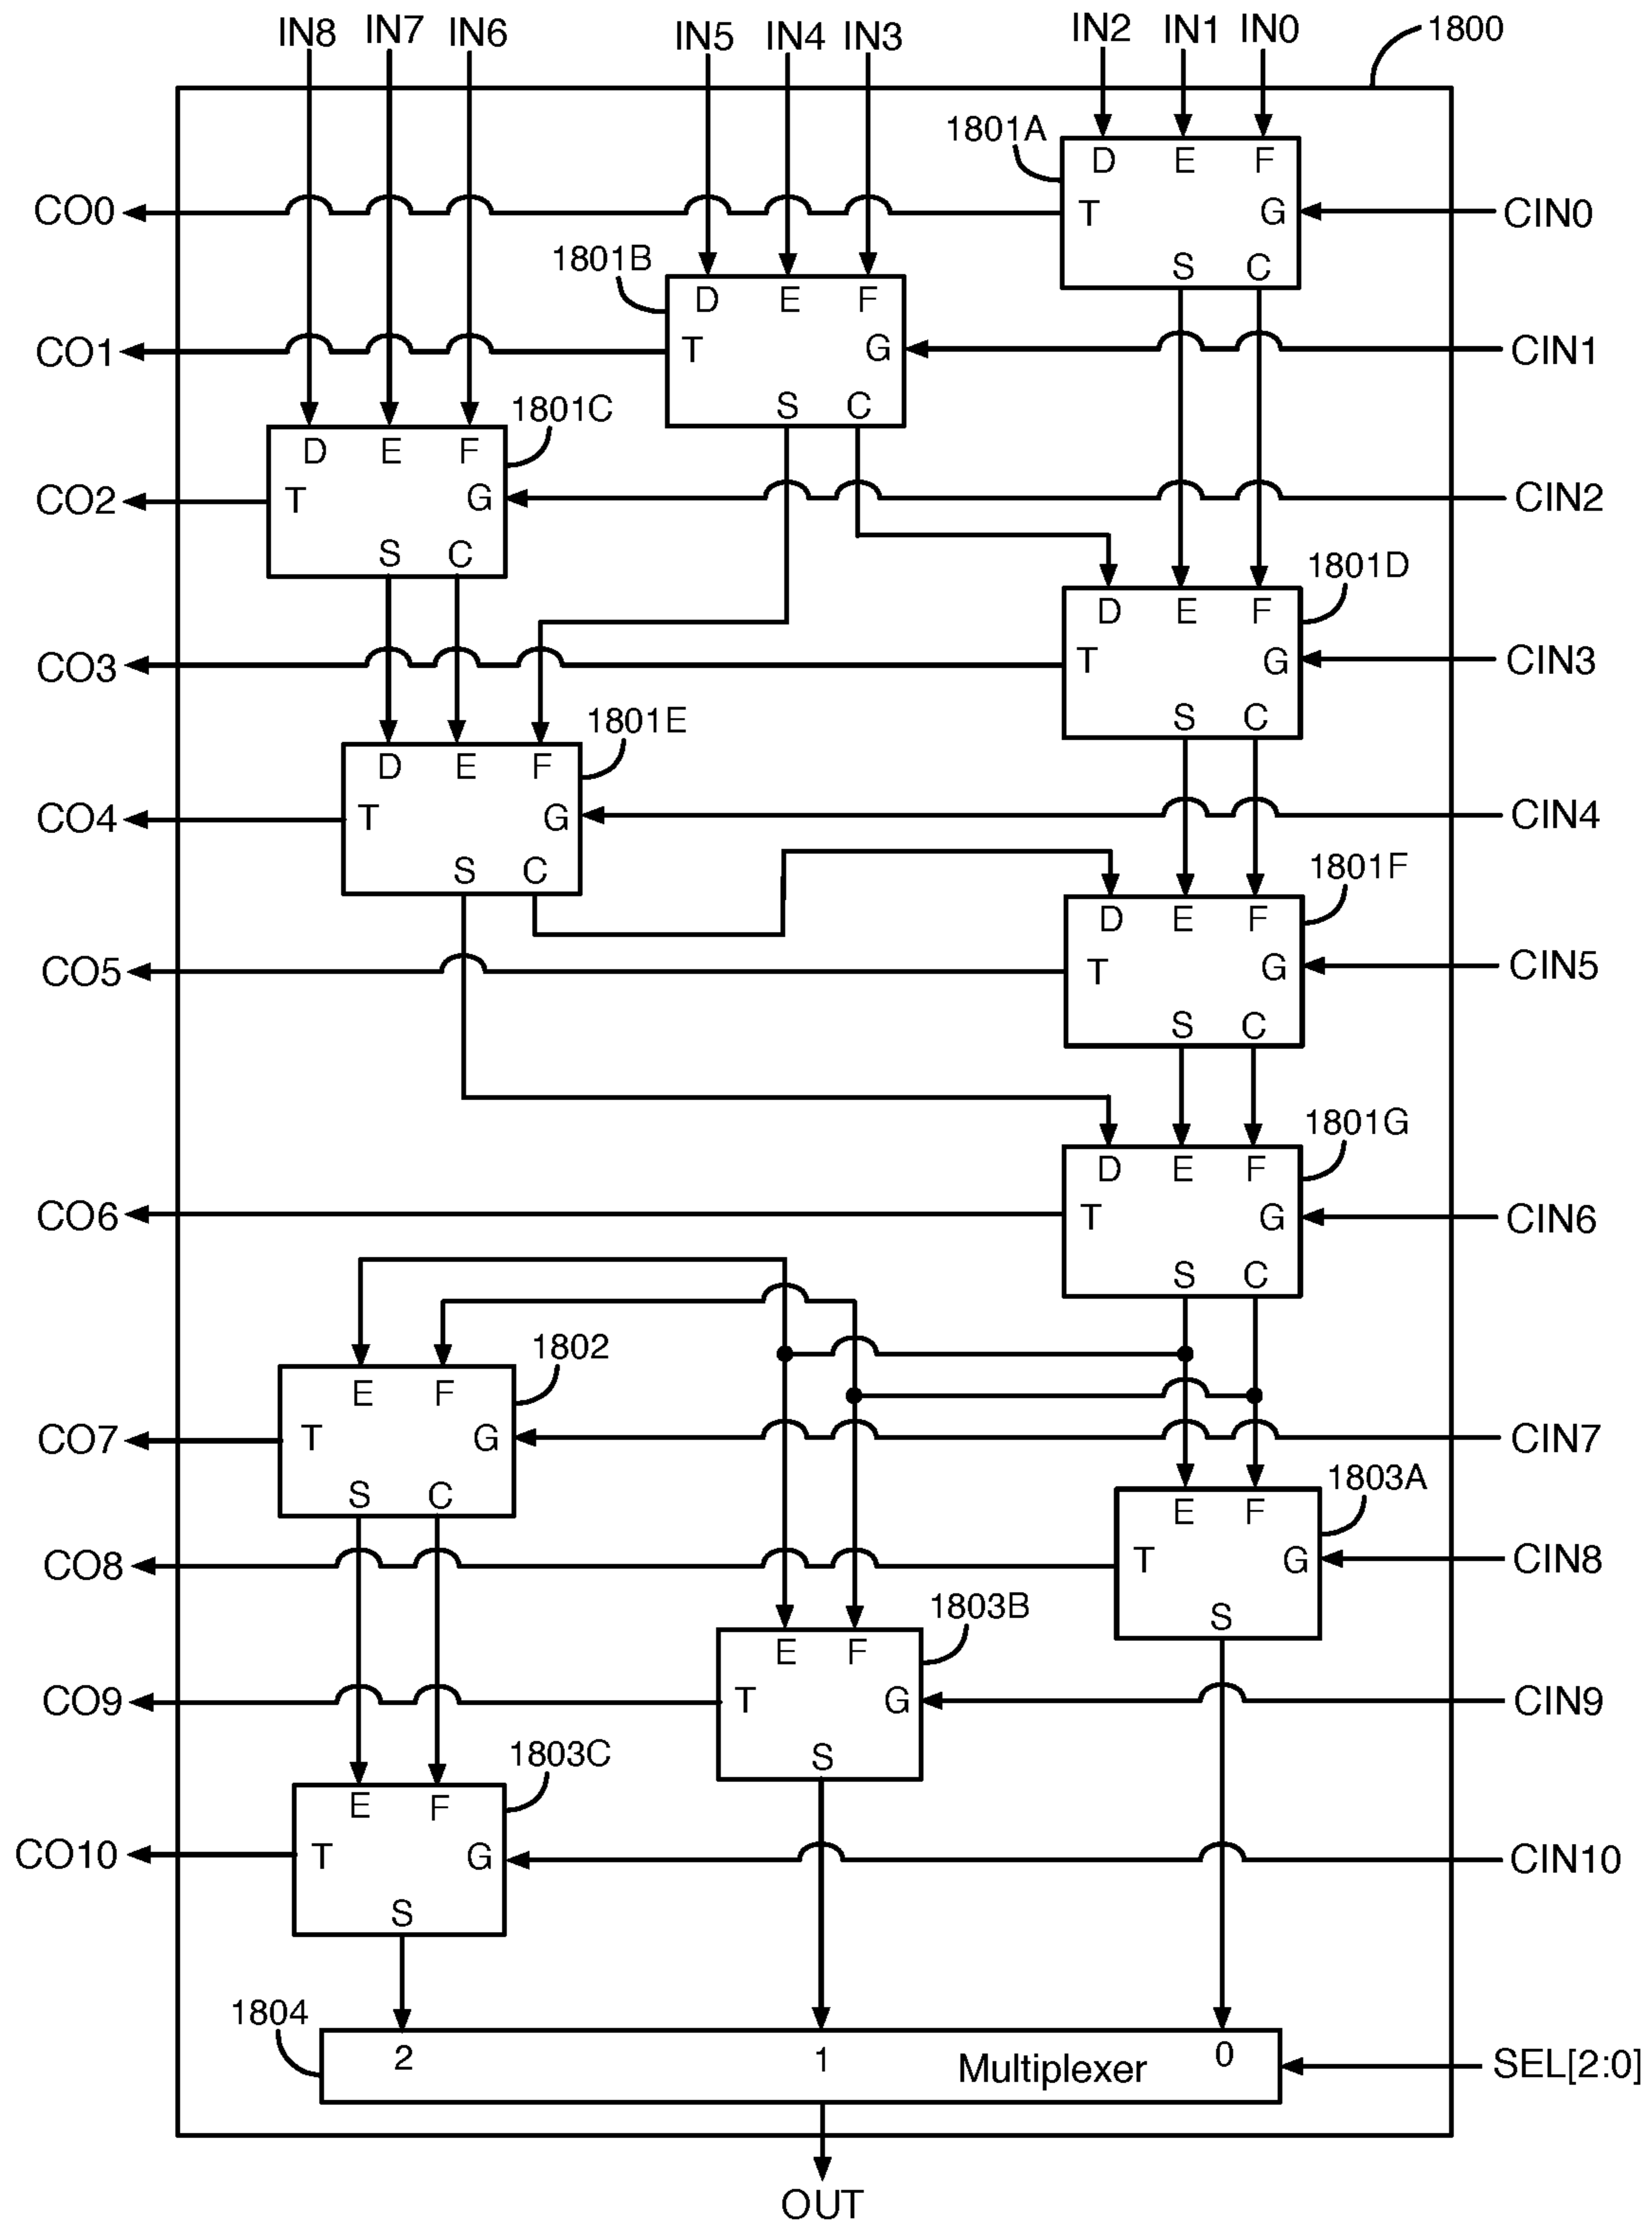 IN8 IN7 IN6 IN5 IN4 IN3 IN2 IN1 IN0 1800
1801A
D E F
CO0 T G CIN0
S C
1801B
D E F
CO1 T G CIN1
S C
1801C
D E F
CO2 T G CIN2
S C
1801D
D E F
CO3 T G CIN3
S C
1801E
D E F
CO4 T G CIN4
S C
1801F
D E F
CO5 T G CIN5
S C
1801G
D E F
CO6 T G CIN6
S C
1802
E F
CO7 T G CIN7
S C
1803A
E F
CO8 T G CIN8
S
1803B
E F
CO9 T G CIN9
S
1803C
E F
CO10 T G CIN10
S
1804
2 1 Multiplexer 0 SEL[2:0]
OUT